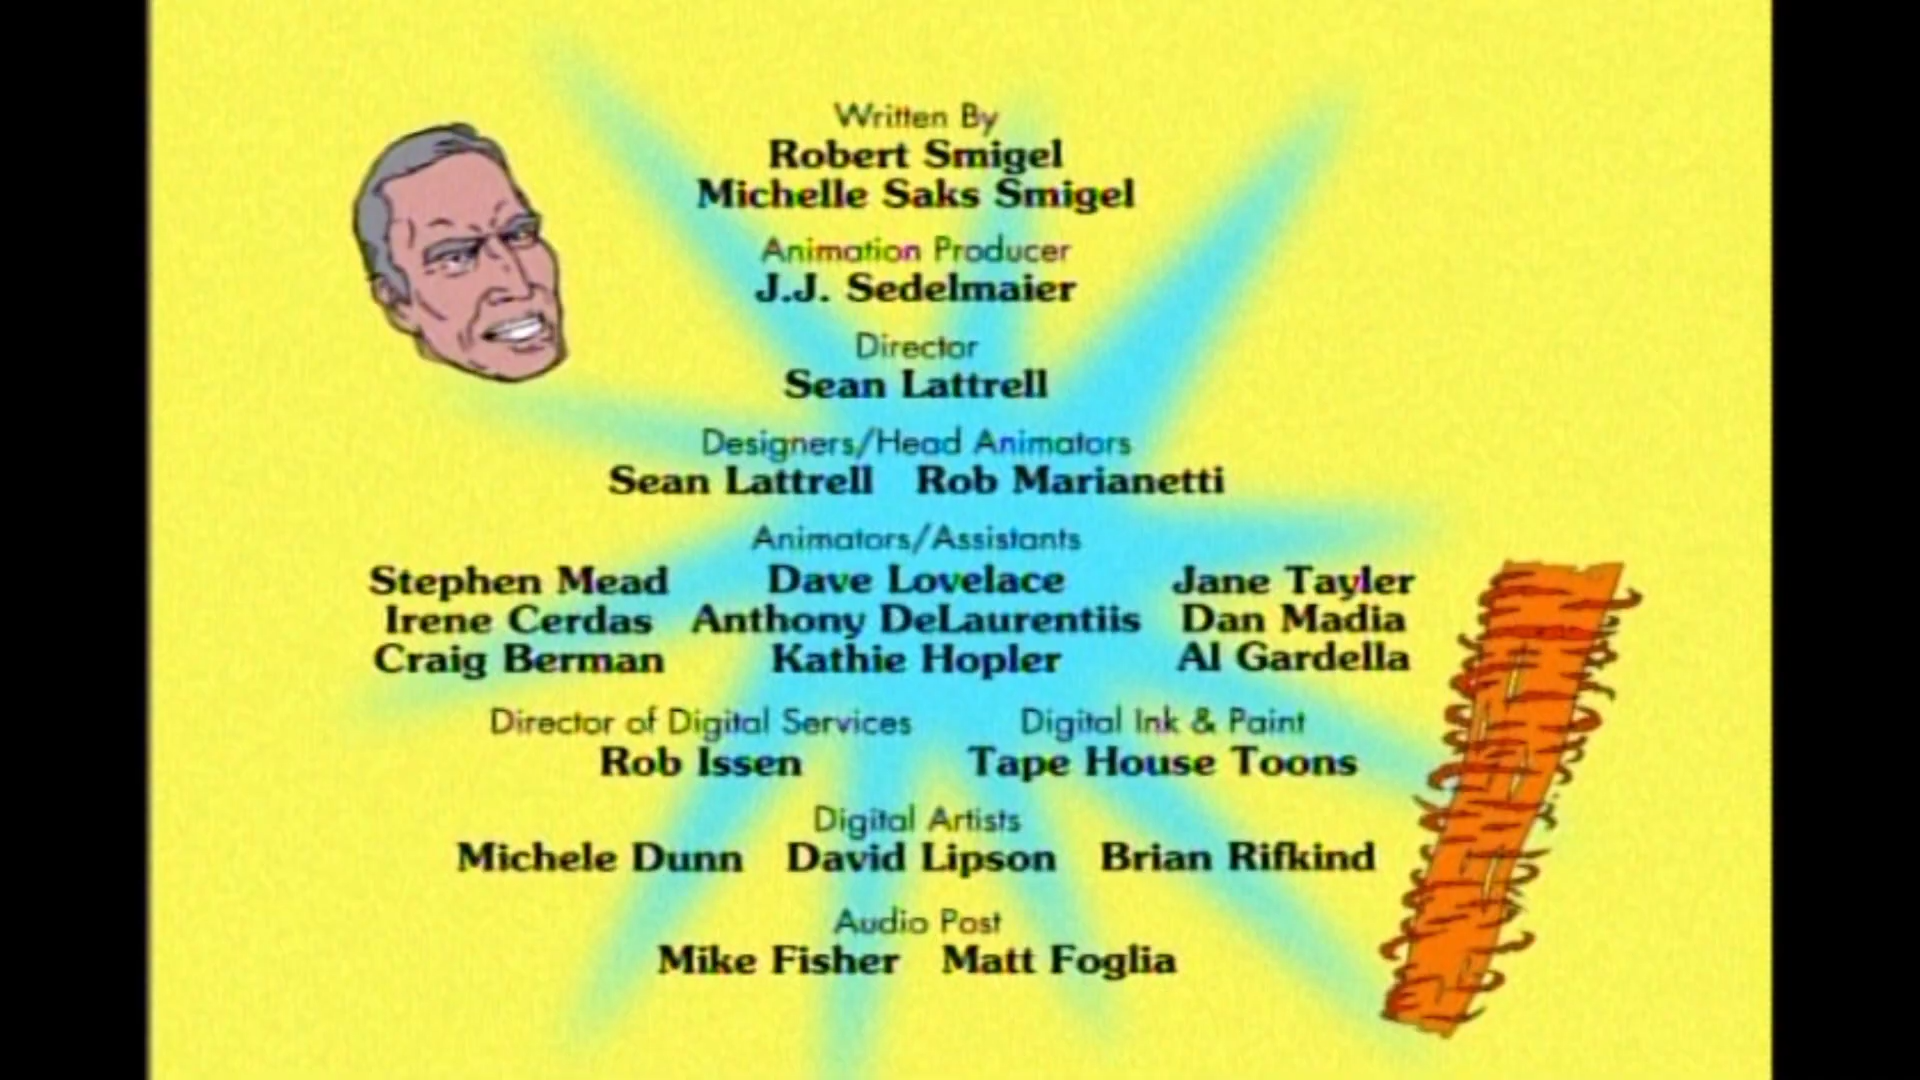 Written By
Robert Smigel
Michelle Saks Smigel
Animation Producer
J.J. Sedelmaier
Director
Sean Lattrell
Designers/Head Animators
Sean Lattrell Rob Marianetti
Animators/Assistants
Stephen Mead Dave Lovelace Jane Tayler
Irene Cerdas Anthony DeLaurentiis Dan Madia
Craig Berman Kathie Hopler Al Gardella
Director of Digital Services Digital Ink & Paint
Rob Issen Tape House Toons
Digital Artists
Michele Dunn David Lipson Brian Rifkind
Audio Post
Mike Fisher Matt Foglia